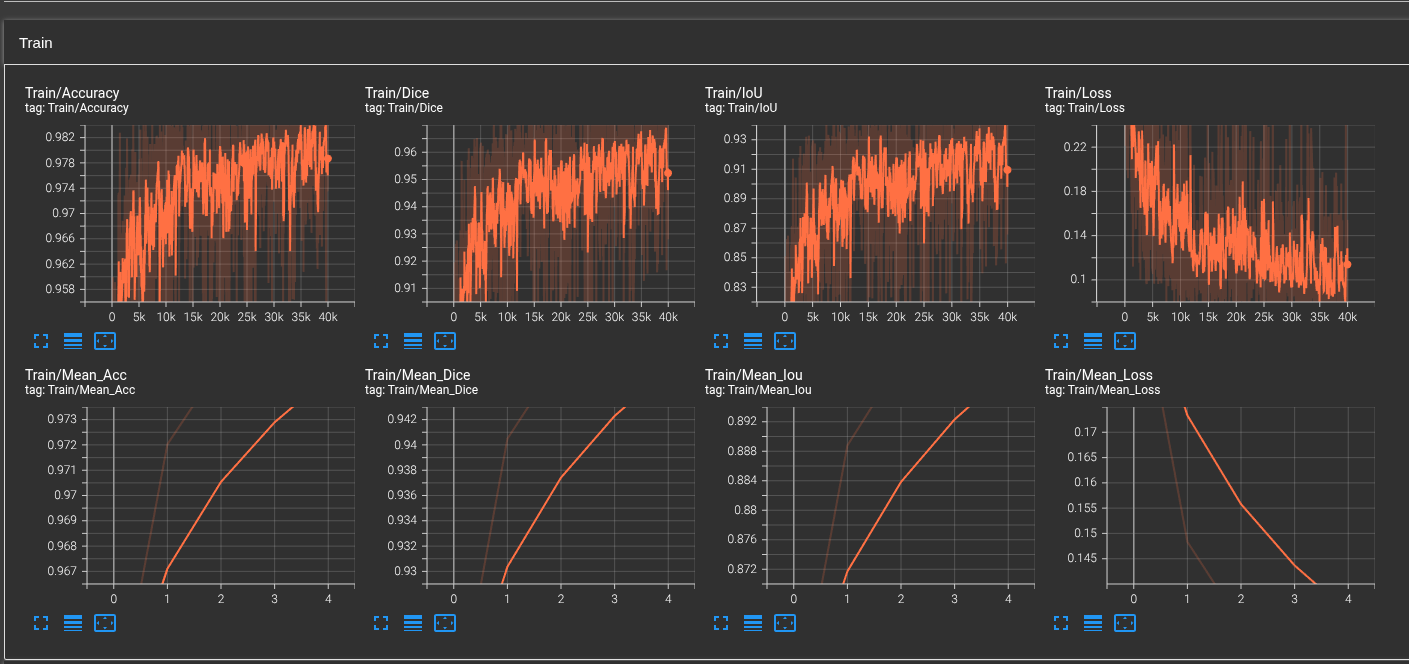 Train
Train/Accuracy
tag: Train/Accuracy
0.982
0.978
0.974
0.97
0.966
0.962
0.958
0 5k 10k 15k 20k 25k 30k 35k 40k
Train/Dice
tag: Train/Dice
0.96
0.95
0.94
0.93
0.92
0.91
0 5k 10k 15k 20k 25k 30k 35k 40k
Train/IoU
tag: Train/IoU
0.93
0.91
0.89
0.87
0.85
0.83
0 5k 10k 15k 20k 25k 30k 35k 40k
Train/Loss
tag: Train/Loss
0.22
0.18
0.14
0.1
0 5k 10k 15k 20k 25k 30k 35k 40k
Train/Mean_Acc
tag: Train/Mean_Acc
0.973
0.972
0.971
0.97
0.969
0.968
0.967
0 1 2 3 4
Train/Mean_Dice
tag: Train/Mean_Dice
0.942
0.94
0.938
0.936
0.934
0.932
0.93
0 1 2 3 4
Train/Mean_Iou
tag: Train/Mean_Iou
0.892
0.888
0.884
0.88
0.876
0.872
0 1 2 3 4
Train/Mean_Loss
tag: Train/Mean_Loss
0.17
0.165
0.16
0.155
0.15
0.145
0 1 2 3 4